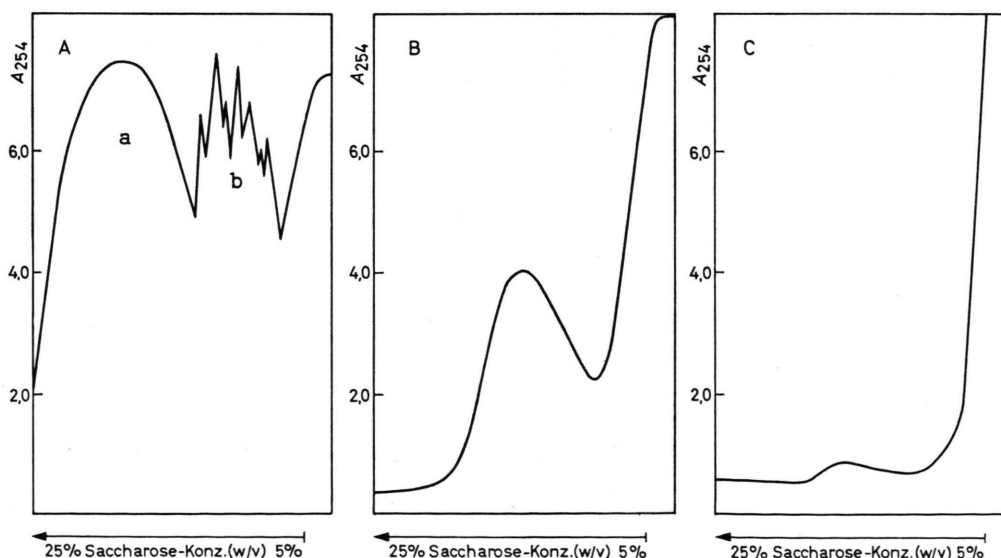 A
A254
6,0
4,0
2,0
a
b
25% Saccharose-Konz.(w/v) 5%
B
A254
6,0
4,0
2,0
25% Saccharose-Konz.(w/v) 5%
C
A254
6,0
4,0
2,0
25% Saccharose-Konz.(w/v) 5%